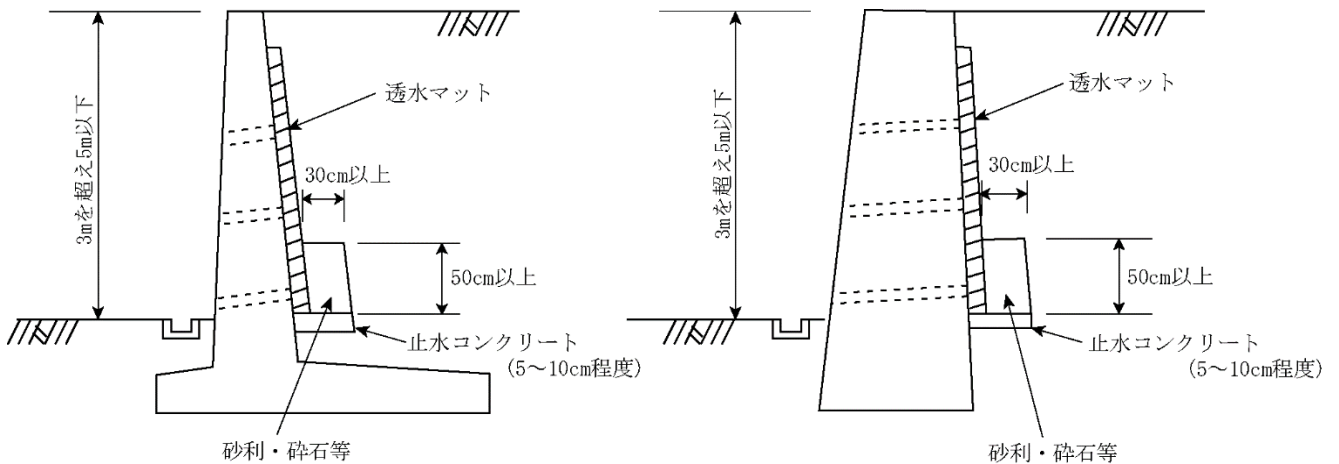 3mを超え5m以下
透水マット
30cm以上
50cm以上
止水コンクリート
(5～10cm程度)
砂利・砕石等
3mを超え5m以下
透水マット
30cm以上
50cm以上
止水コンクリート
(5～10cm程度)
砂利・砕石等